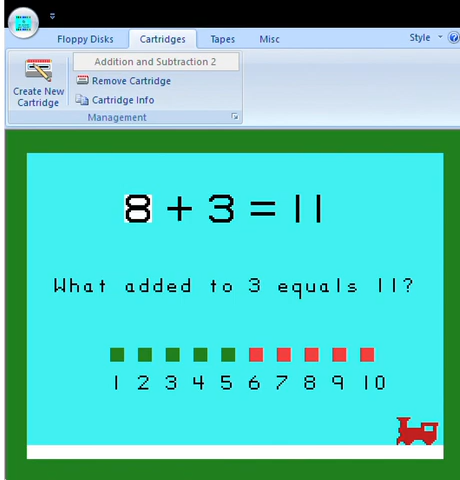 Floppy Disks Cartridges Tapes Misc Style
Addition and Subtraction 2
Create New Cartridge
Remove Cartridge
Cartridge Info
Management
8 + 3 = 11
What added to 3 equals 11?
1 2 3 4 5 6 7 8 9 10